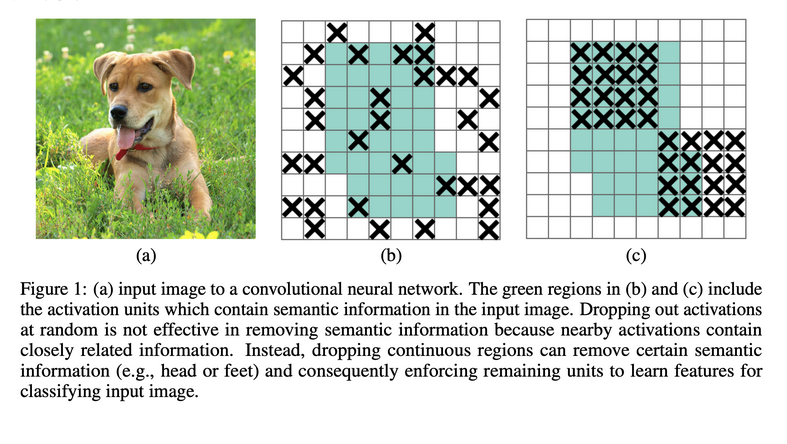 (a)
(b)
(c)
Figure 1: (a) input image to a convolutional neural network. The green regions in (b) and (c) include
the activation units which contain semantic information in the input image. Dropping out activations
at random is not effective in removing semantic information because nearby activations contain
closely related information. Instead, dropping continuous regions can remove certain semantic
information (e.g., head or feet) and consequently enforcing remaining units to learn features for
classifying input image.